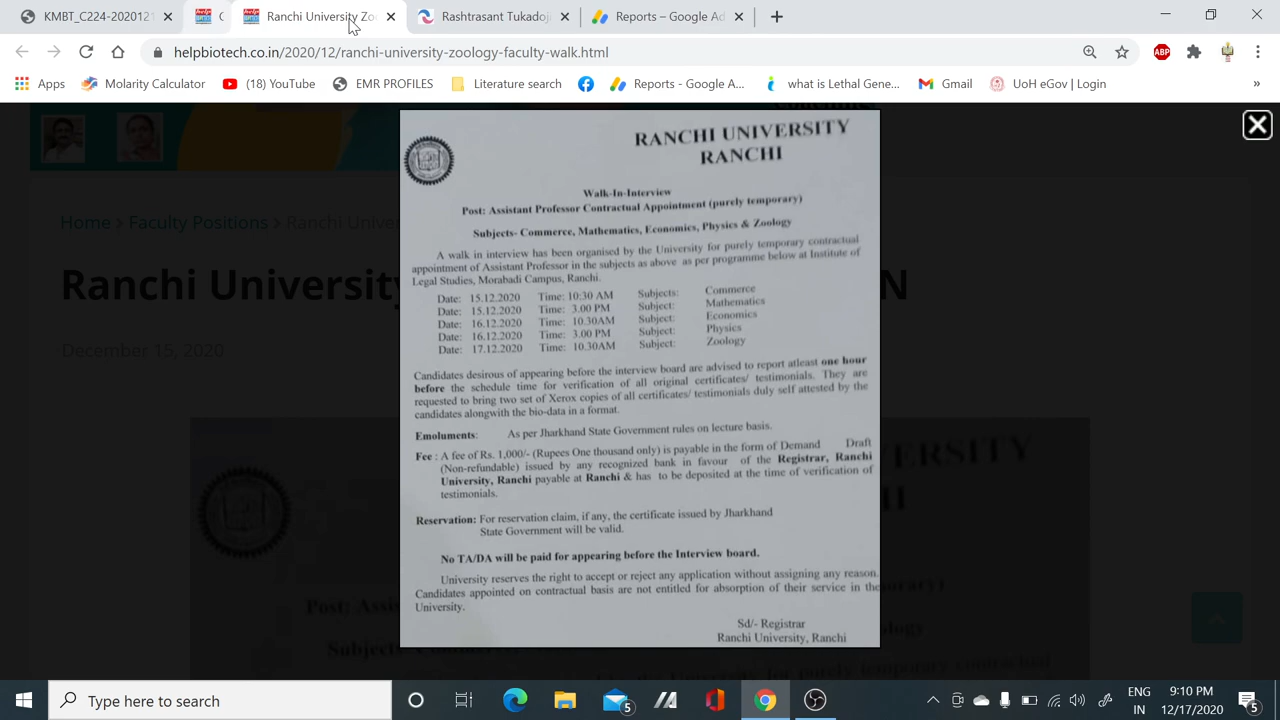 KMBT_C224-2020121
Ranchi University Zoo
Rashtrasant Tukadoji
Reports – Google Ad
helpbiotech.co.in/2020/12/ranchi-university-zoology-faculty-walk.html
ABP
Apps
Molarity Calculator
(18) YouTube
EMR PROFILES
Literature search
Reports - Google A...
what is Lethal Gene...
Gmail
UoH eGov | Login
»
Home > Faculty Positions > Ranchi Unive
Ranchi University
N
December 15, 2020
RANCHI UNIVERSITY
RANCHI
Walk-In-Interview
Post: Assistant Professor Contractual Appointment (purely temporary)
Subjects- Commerce, Mathematics, Economics, Physics & Zoology
A walk in interview has been organised by the University for purely temporary contractual
appointment of Assistant Professor in the subjects as above as per programme below at Institute of
Legal Studies, Morabadi Campus, Ranchi.
Date: 15.12.2020 Time: 10:30 AM Subjects: Commerce
Date: 15.12.2020 Time: 3.00 PM Subject: Mathematics
Date: 16.12.2020 Time: 10.30AM Subject: Economics
Date: 16.12.2020 Time: 3.00 PM Subject: Physics
Date: 17.12.2020 Time: 10.30AM Subject: Zoology
Candidates desirous of appearing before the interview board are advised to report atleast one hour
before the schedule time for verification of all original certificates/ testimonials. They are
requested to bring two set of Xerox copies of all certificates/ testimonials duly self attested by the
candidates alongwith the bio-data in a format.
Emoluments: As per Jharkhand State Government rules on lecture basis.
Fee : A fee of Rs. 1,000/- (Rupees One thousand only) is payable in the form of Demand Draft
(Non-refundable) issued by any recognized bank in favour of the Registrar, Ranchi
University, Ranchi payable at Ranchi & has to be deposited at the time of verification of
testimonials.
Reservation: For reservation claim, if any, the certificate issued by Jharkhand
State Government will be valid.
No TA/DA will be paid for appearing before the Interview board.
University reserves the right to accept or reject any application without assigning any reason.
Candidates appointed on contractual basis are not entitled for absorption of their service in the
University.
Sd/- Registrar
Ranchi University, Ranchi
Type here to search
5
ENG
IN
9:10 PM
12/17/2020
5